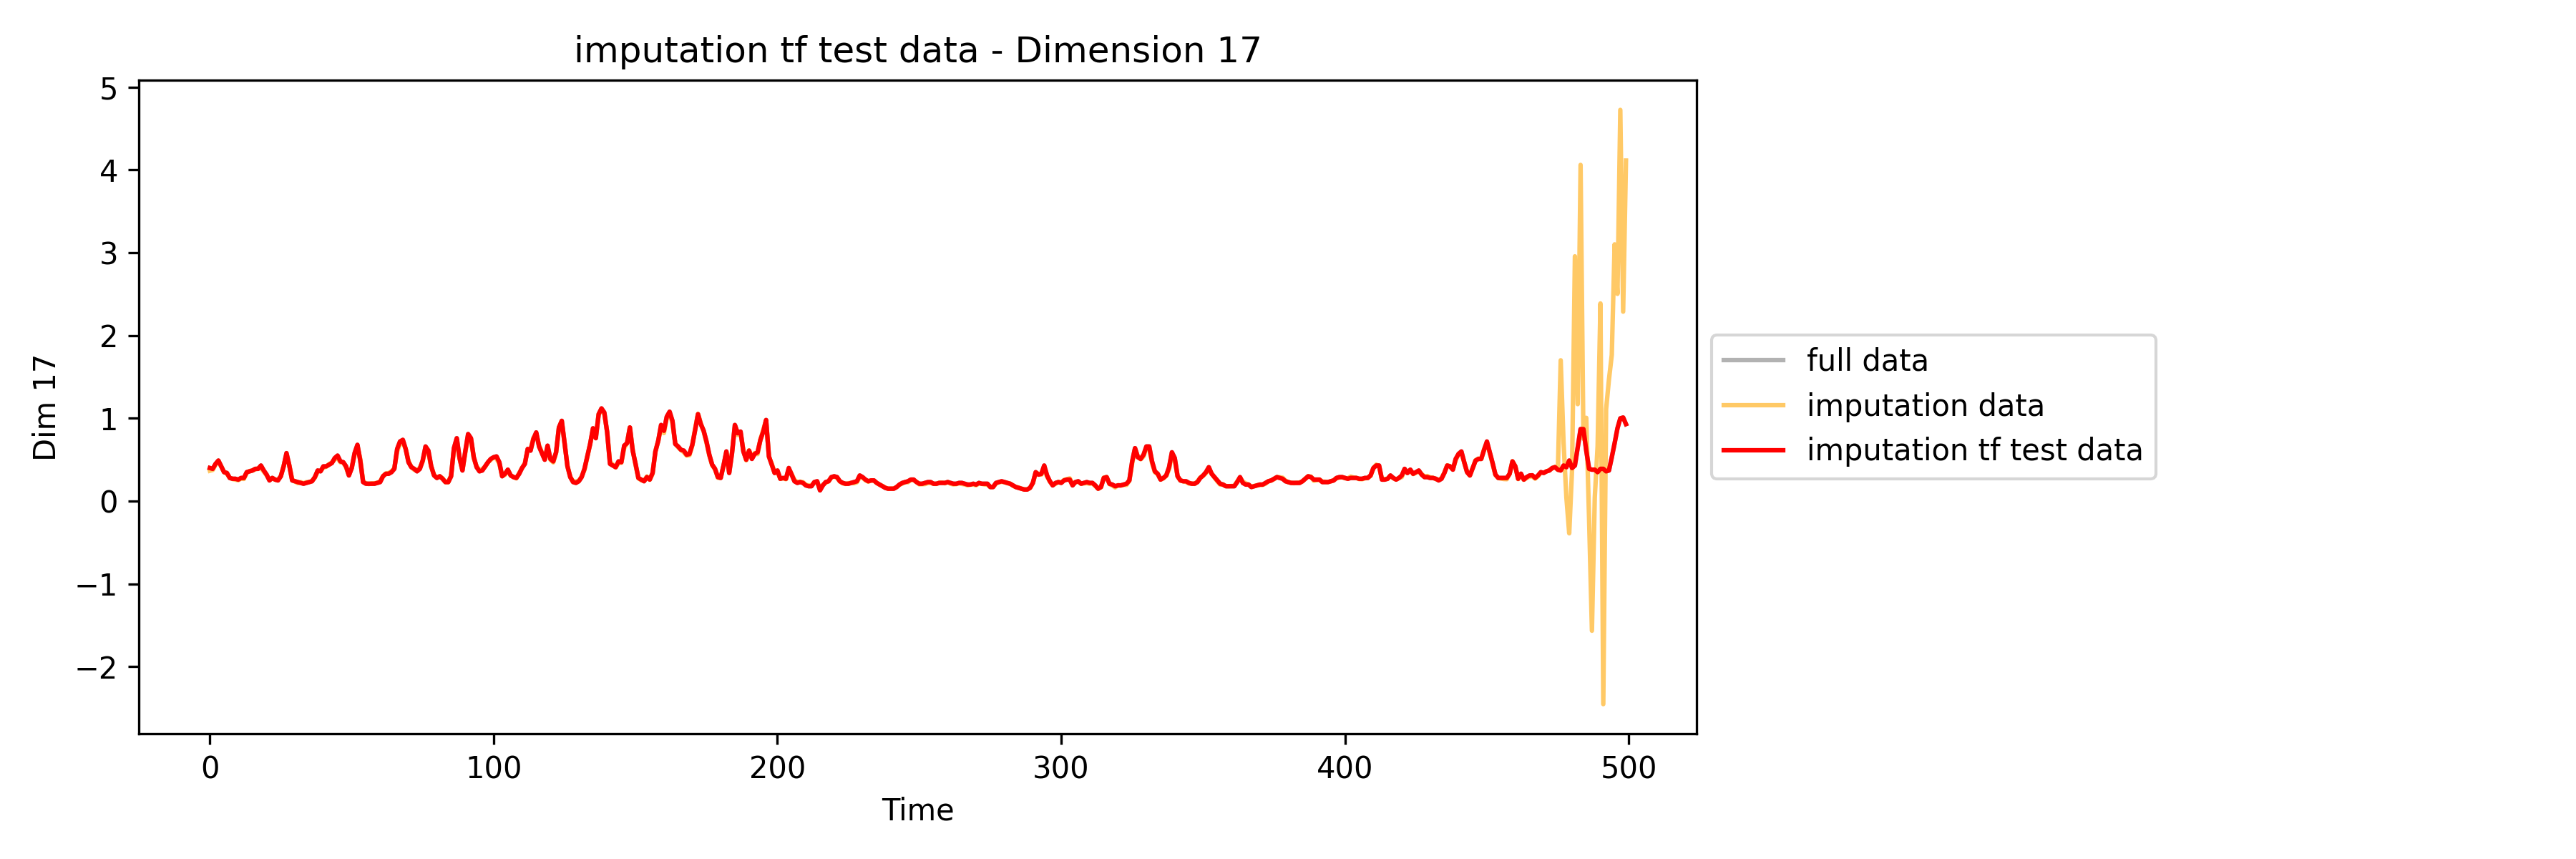 imputation tf test data - Dimension 17
5
4
3
2
1
0
−1
−2
Dim 17
0 100 200 300 400 500
Time
full data
imputation data
imputation tf test data